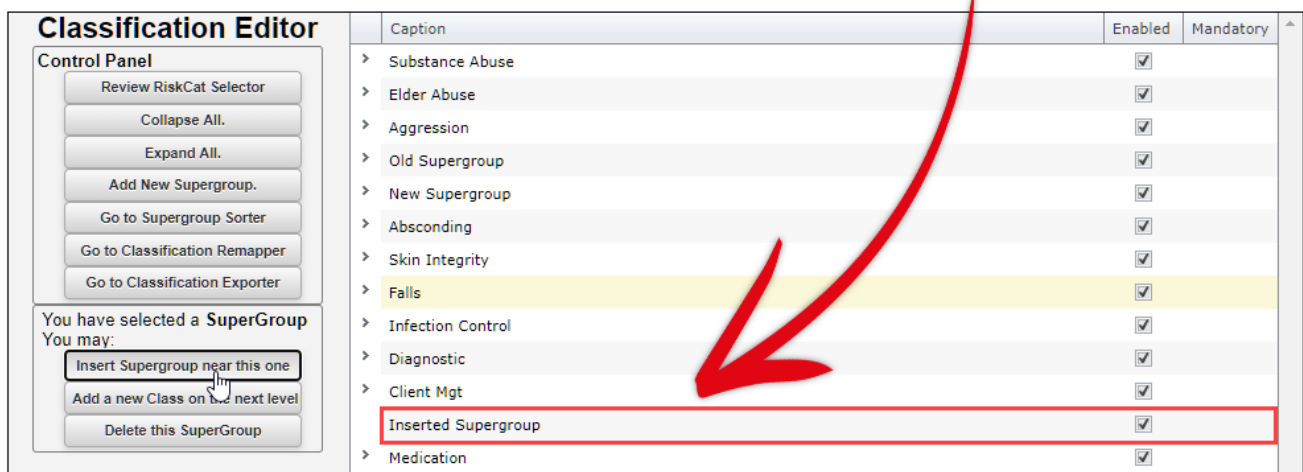 Classification Editor
Control Panel
Review RiskCat Selector
Collapse All.
Expand All.
Add New Supergroup.
Go to Supergroup Sorter
Go to Classification Remapper
Go to Classification Exporter
You have selected a SuperGroup
You may:
Insert Supergroup near this one
Add a new Class on the next level
Delete this SuperGroup
Caption Enabled Mandatory
Substance Abuse
Elder Abuse
Aggression
Old Supergroup
New Supergroup
Absconding
Skin Integrity
Falls
Infection Control
Diagnostic
Client Mgt
Inserted Supergroup
Medication